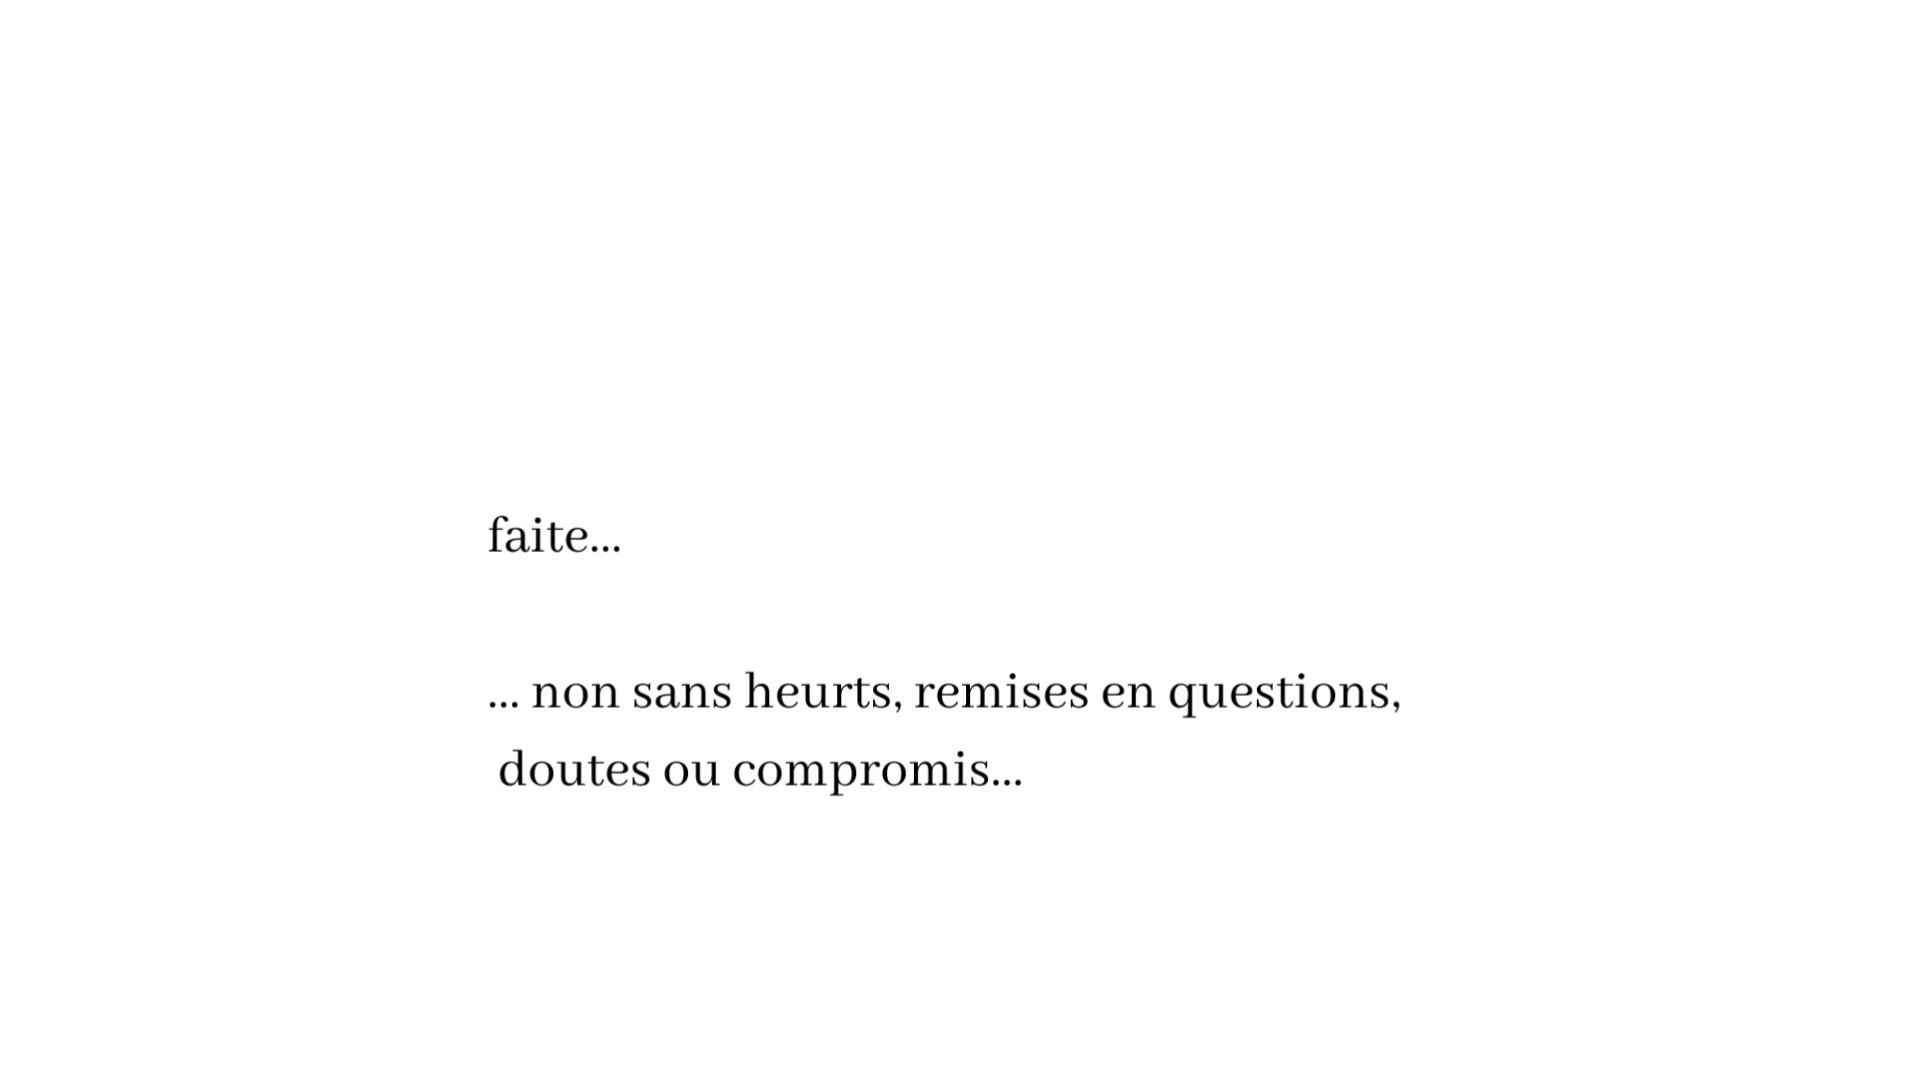 faite...
... non sans heurts, remises en questions,
doutes ou compromis...